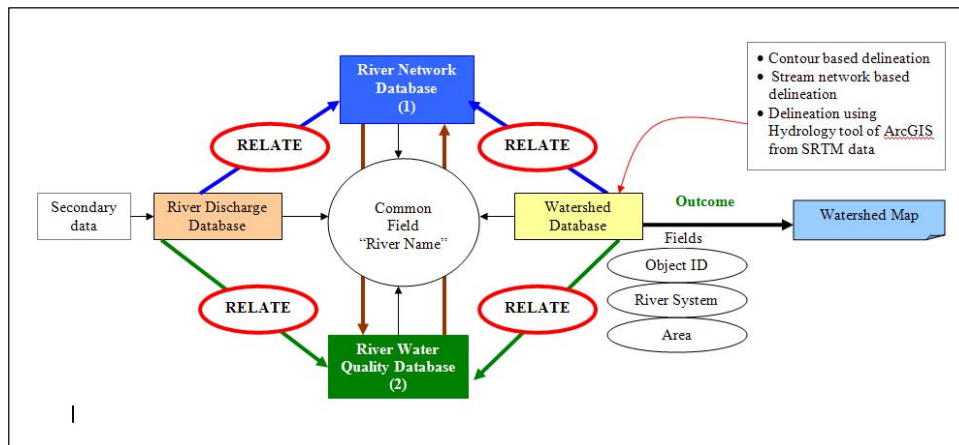 River Network
Database
(1)
• Contour based delineation
• Stream network based
delineation
• Delineation using
Hydrology tool of ArcGIS
from SRTM data
RELATE
RELATE
Secondary
data
River Discharge
Database
Common
Field
“River Name”
Watershed
Database
Outcome
Watershed Map
Fields
Object ID
River System
Area
RELATE
RELATE
River Water
Quality Database
(2)